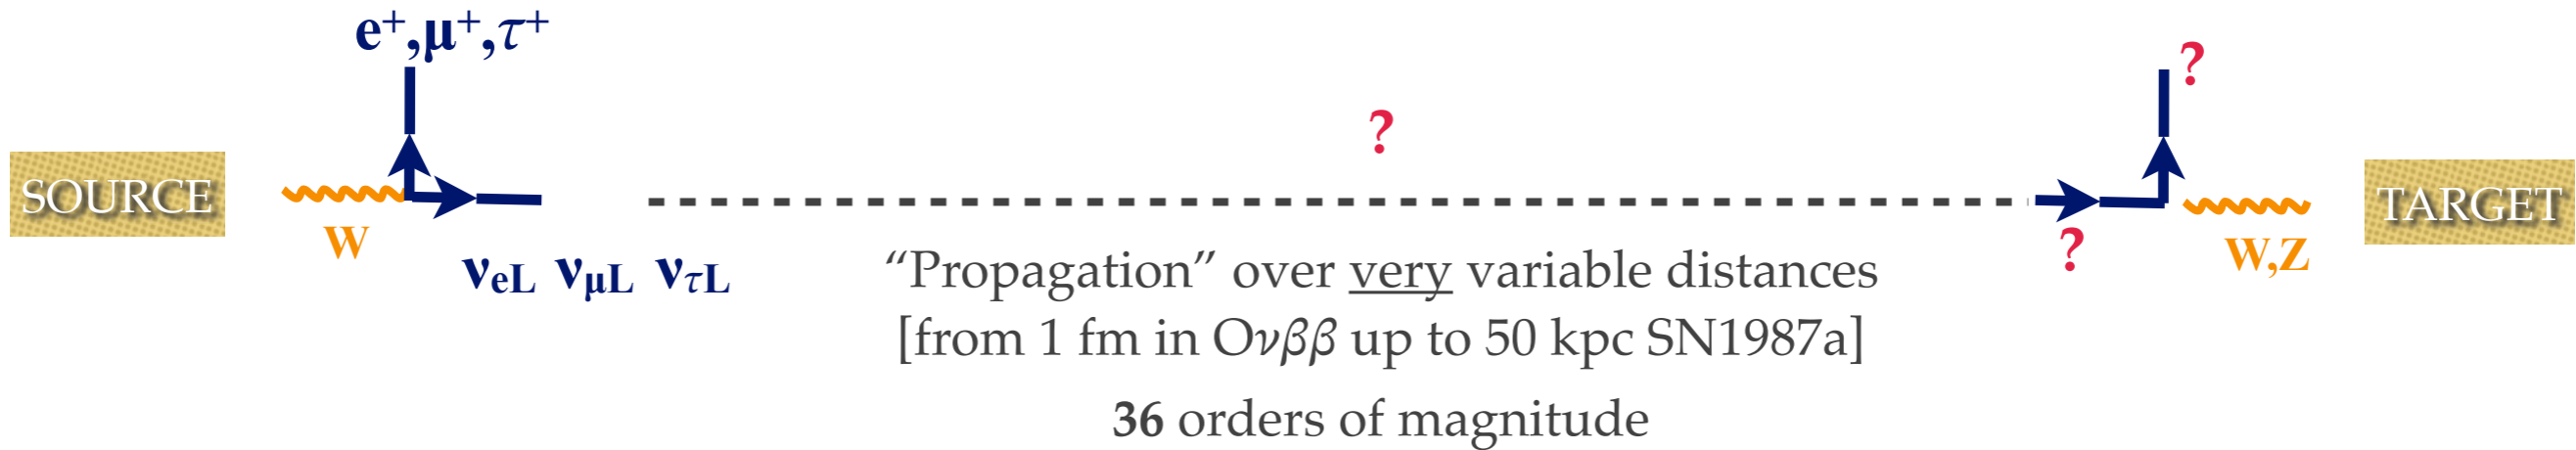 e⁺,μ⁺,τ⁺
?
?
SOURCE
TARGET
W
?
W,Z
νeL νμL ντL
“Propagation” over very variable distances
[from 1 fm in Oνββ up to 50 kpc SN1987a]
36 orders of magnitude